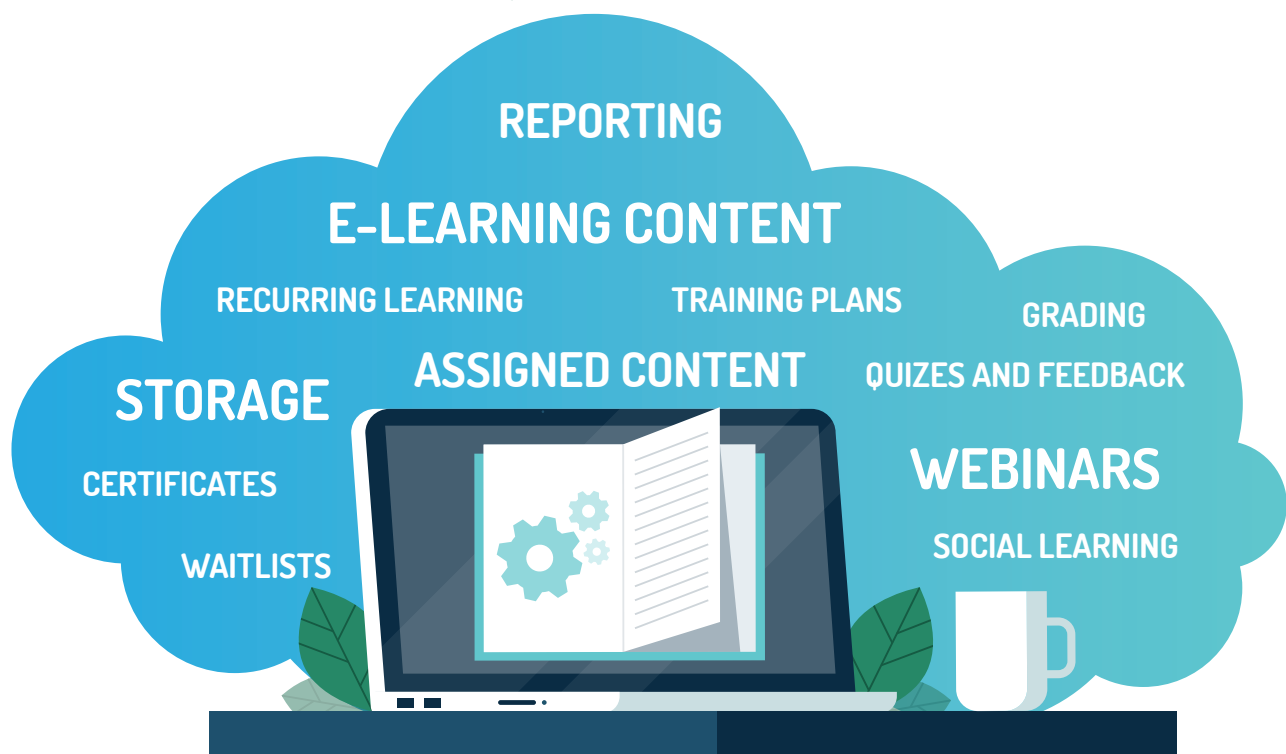 REPORTING
E-LEARNING CONTENT
RECURRING LEARNING
TRAINING PLANS
GRADING
ASSIGNED CONTENT
QUIZES AND FEEDBACK
STORAGE
WEBINARS
CERTIFICATES
SOCIAL LEARNING
WAITLISTS